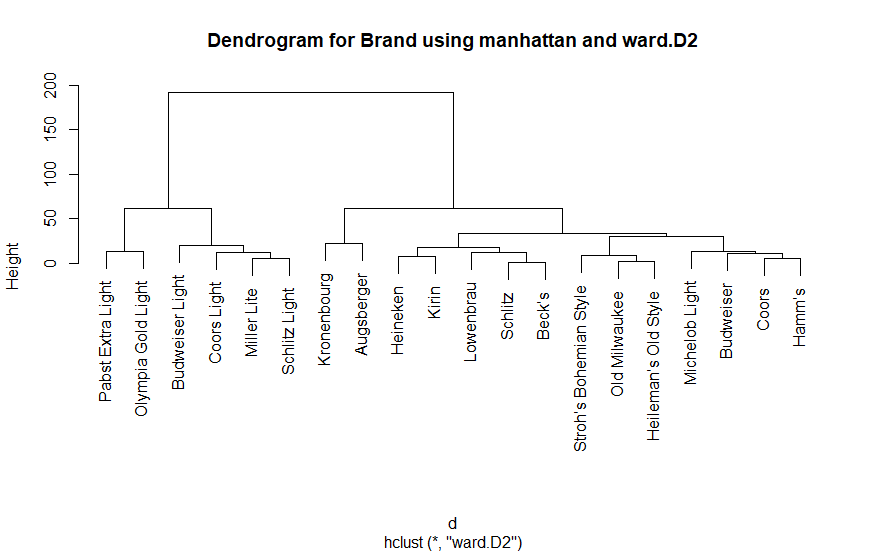 Dendrogram for Brand using manhattan and ward.D2
Height
200
150
100
50
0
Pabst Extra Light
Olympia Gold Light
Budweiser Light
Coors Light
Miller Lite
Schlitz Light
Kronenbourg
Augsberger
Heineken
Kirin
Lowenbrau
Schlitz
Beck's
Stroh's Bohemian Style
Old Milwaukee
Heileman's Old Style
Michelob Light
Budweiser
Coors
Hamm's
d
hclust (*, "ward.D2")